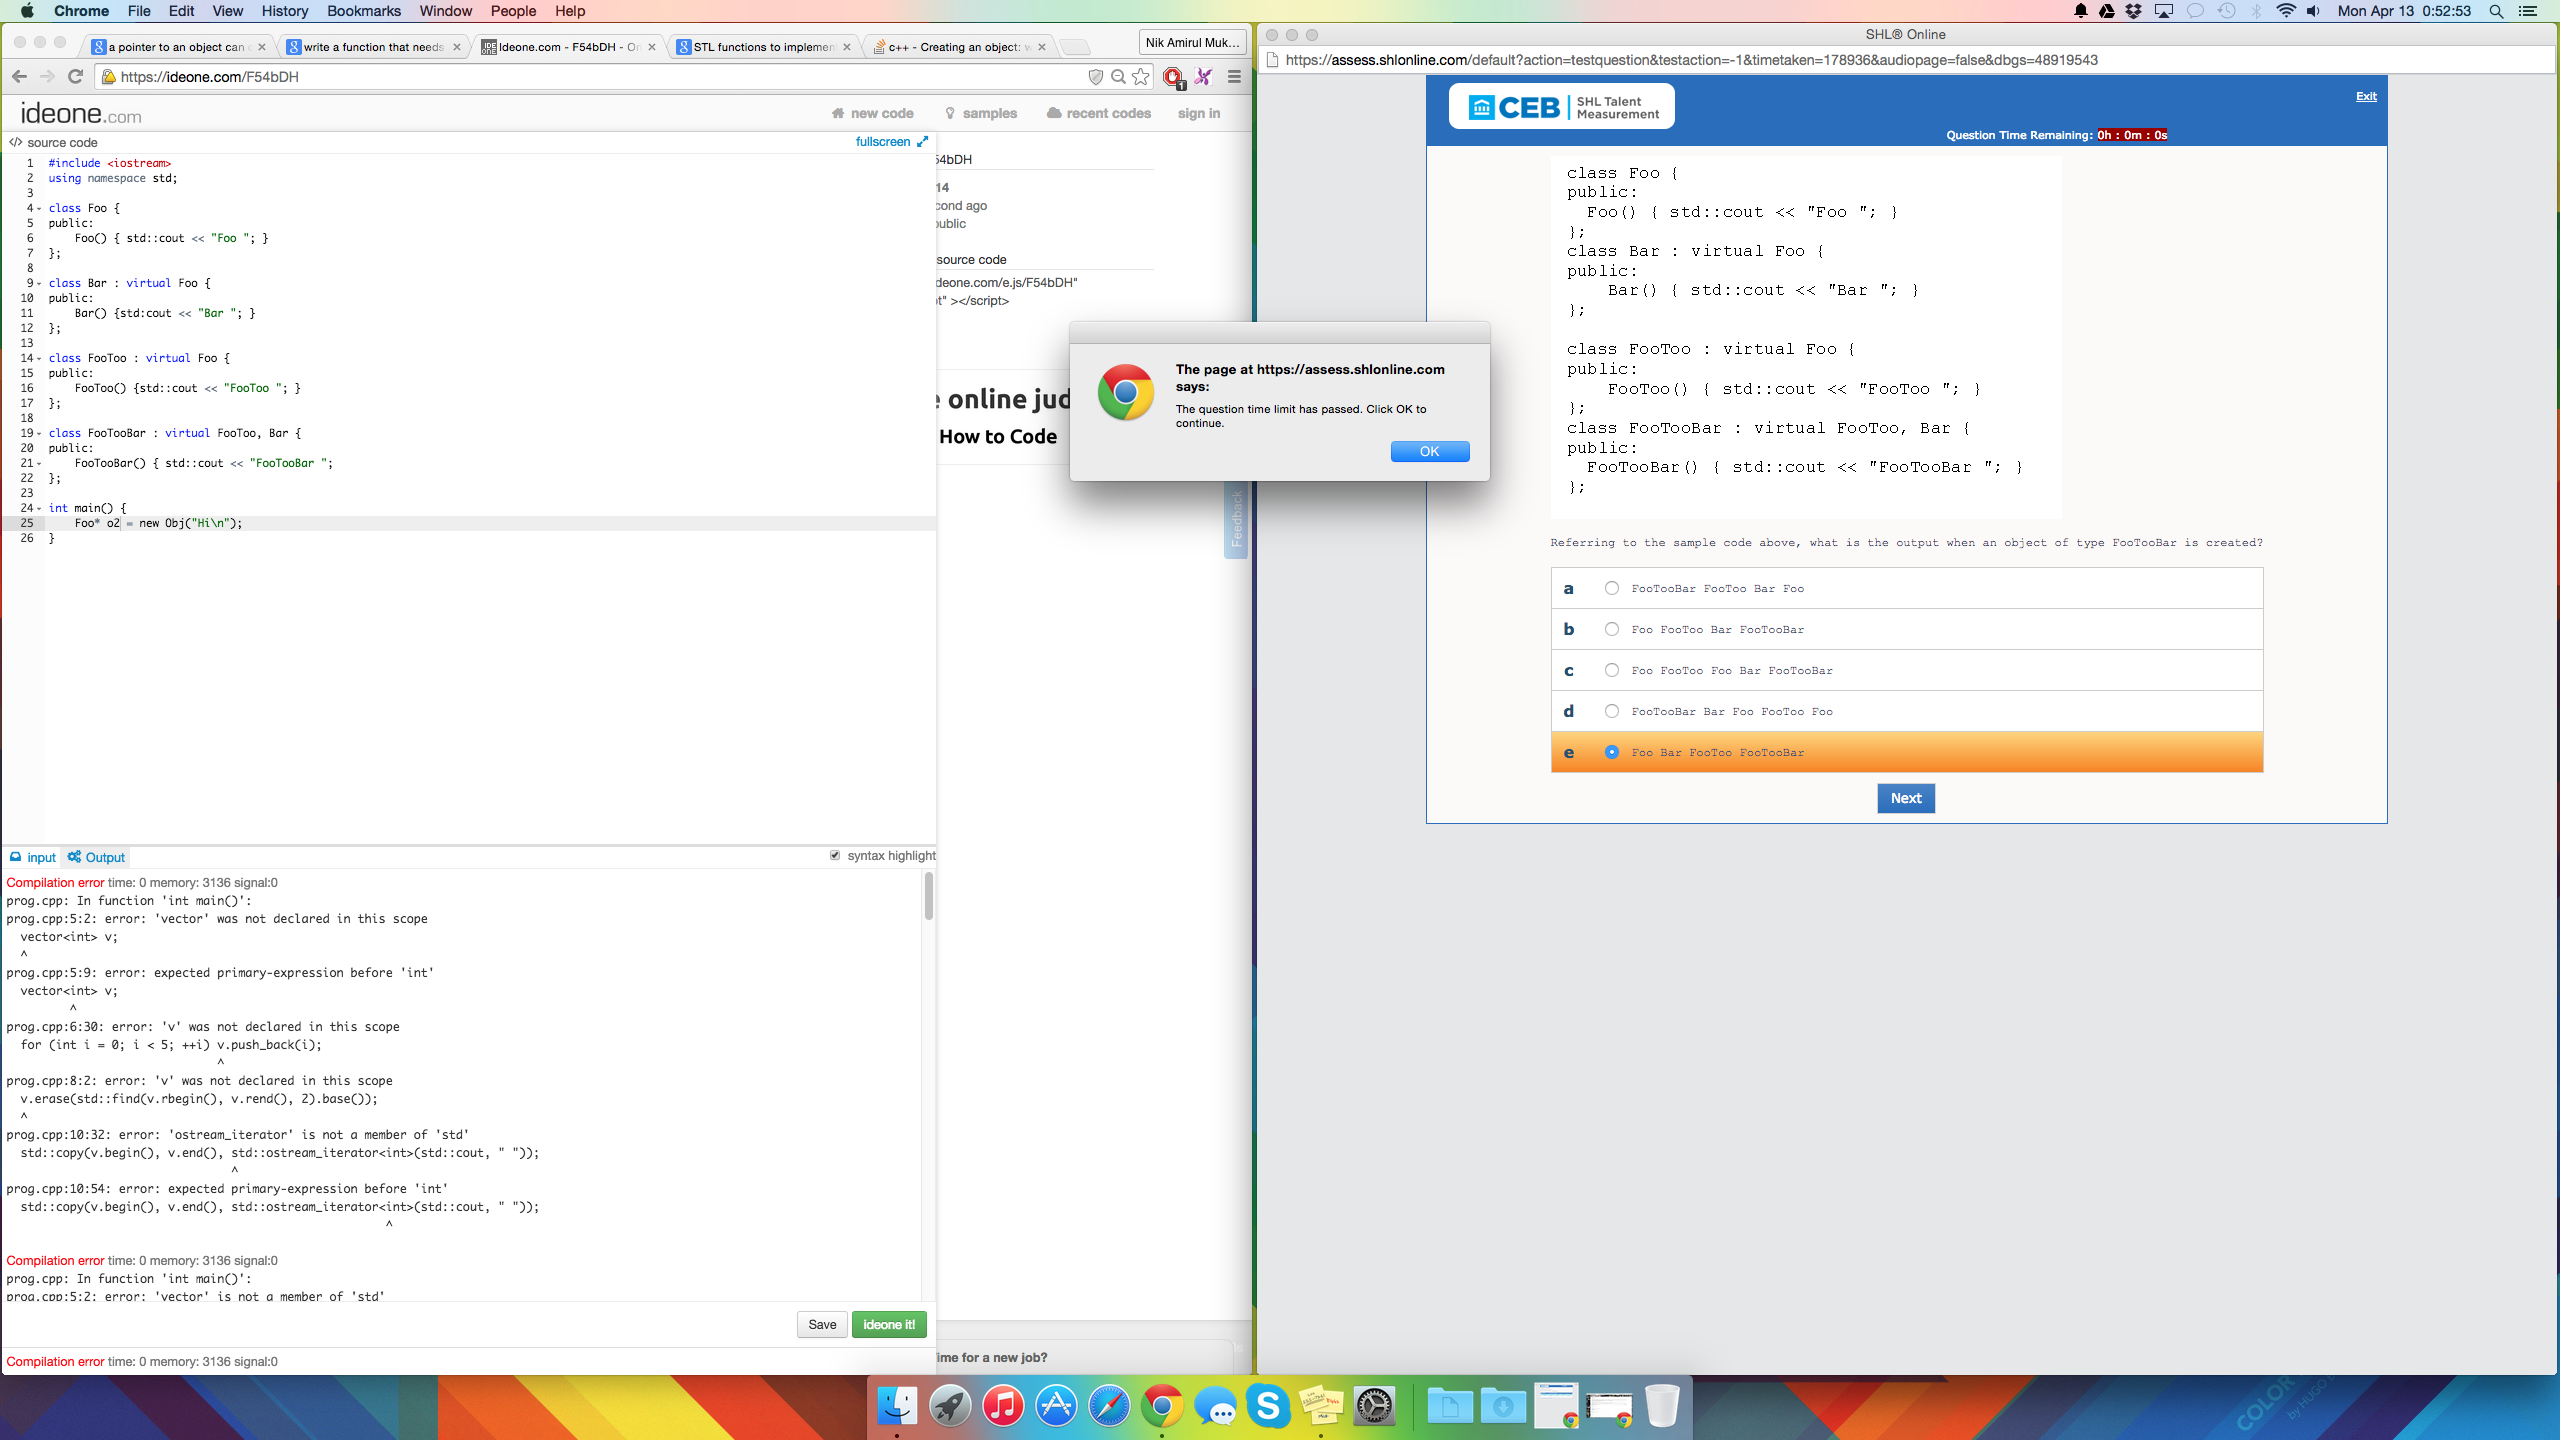 Chrome File Edit View History Bookmarks Window People Help
Mon Apr 13 0:52:53
a pointer to an object can
write a function that needs
Ideone.com - F54bDH - On
STL functions to implement
c++ - Creating an object: w
Nik Amirul Muk...
https://ideone.com/F54bDH
1
ideone.com
new code samples recent codes sign in
</> source code
fullscreen
1 #include <iostream>
2 using namespace std;
3
4 class Foo {
5 public:
6 Foo() { std::cout << "Foo "; }
7 };
8
9 class Bar : virtual Foo {
10 public:
11 Bar() {std:cout << "Bar "; }
12 };
13
14 class FooToo : virtual Foo {
15 public:
16 FooToo() {std::cout << "FooToo "; }
17 };
18
19 class FooTooBar : virtual FooToo, Bar {
20 public:
21 FooTooBar() { std::cout << "FooTooBar ";
22 };
23
24 int main() {
25 Foo* o2 = new Obj("Hi\n");
26 }
54bDH
14
cond ago
public
source code
deone.com/e.js/F54bDH"
t" ></script>
e online jud
How to Code
Feedback
input Output
syntax highlight
Compilation error time: 0 memory: 3136 signal:0
prog.cpp: In function 'int main()':
prog.cpp:5:2: error: 'vector' was not declared in this scope
vector<int> v;
^
prog.cpp:5:9: error: expected primary-expression before 'int'
vector<int> v;
^
prog.cpp:6:30: error: 'v' was not declared in this scope
for (int i = 0; i < 5; ++i) v.push_back(i);
^
prog.cpp:8:2: error: 'v' was not declared in this scope
v.erase(std::find(v.rbegin(), v.rend(), 2).base());
^
prog.cpp:10:32: error: 'ostream_iterator' is not a member of 'std'
std::copy(v.begin(), v.end(), std::ostream_iterator<int>(std::cout, " "));
^
prog.cpp:10:54: error: expected primary-expression before 'int'
std::copy(v.begin(), v.end(), std::ostream_iterator<int>(std::cout, " "));
^
Compilation error time: 0 memory: 3136 signal:0
prog.cpp: In function 'int main()':
prog.cpp:5:2: error: 'vector' is not a member of 'std'
Save ideone it!
Compilation error time: 0 memory: 3136 signal:0
ime for a new job?
The page at https://assess.shlonline.com
says:
The question time limit has passed. Click OK to
continue.
OK
SHL® Online
https://assess.shlonline.com/default?action=testquestion&testaction=-1&timetaken=178936&audiopage=false&dbgs=48919543
CEB SHL Talent
Measurement
Exit
Question Time Remaining: 0h : 0m : 0s
class Foo {
public:
Foo() { std::cout << "Foo "; }
};
class Bar : virtual Foo {
public:
Bar() { std::cout << "Bar "; }
};
class FooToo : virtual Foo {
public:
FooToo() { std::cout << "FooToo "; }
};
class FooTooBar : virtual FooToo, Bar {
public:
FooTooBar() { std::cout << "FooTooBar "; }
};
Referring to the sample code above, what is the output when an object of type FooTooBar is created?
a FooTooBar FooToo Bar Foo
b Foo FooToo Bar FooTooBar
c Foo FooToo Foo Bar FooTooBar
d FooTooBar Bar Foo FooToo Foo
e Foo Bar FooToo FooTooBar
Next
COLOR